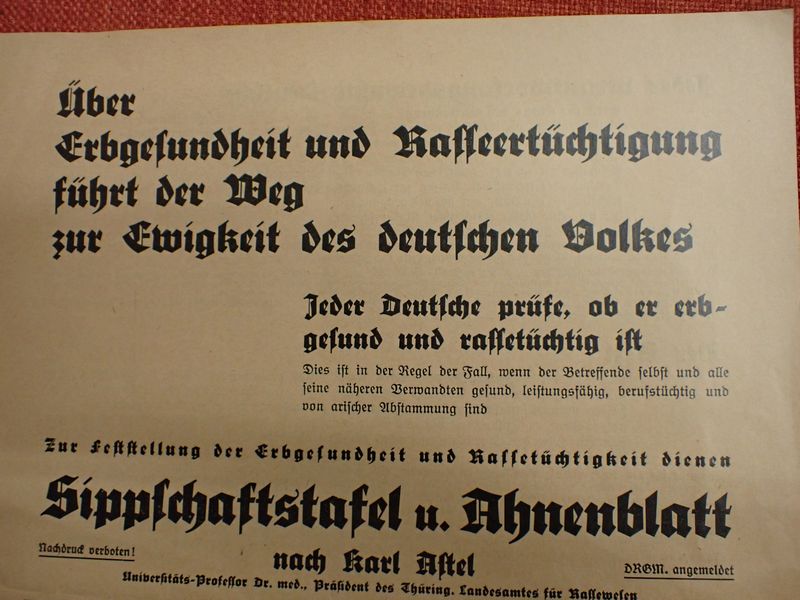 Über
Erbgesundheit und Rasseertüchtigung
führt der Weg
zur Ewigkeit des deutschen Volkes
Jeder Deutsche prüfe, ob er erb-
gesund und rassetüchtig ist
Dies ist in der Regel der Fall, wenn der Betreffende selbst und alle
seine näheren Verwandten gesund, leistungsfähig, berufstüchtig und
von arischer Abstammung sind
Zur Feststellung der Erbgesundheit und Rassetüchtigkeit dienen
Sippschaftstafel u. Ahnenblatt
Nachdruck verboten!
nach Karl Astel
DRGM. angemeldet
Universitäts-Professor Dr. med., Präsident des Thüring. Landesamtes für Rassewesen